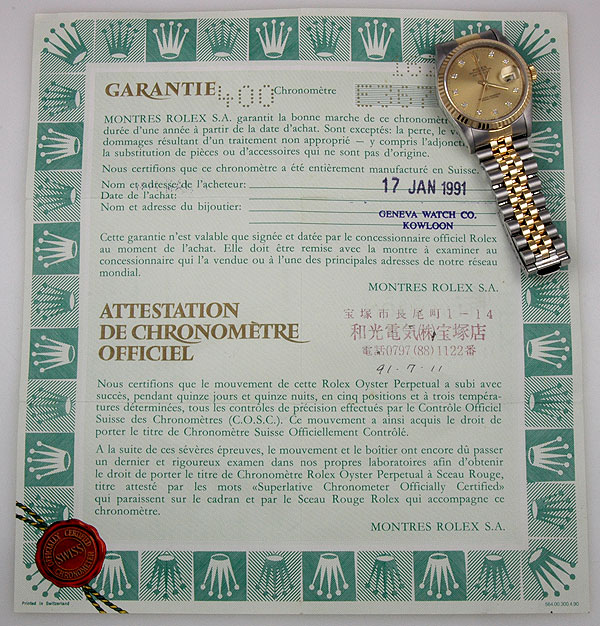 GARANTIE 400 Chronomètre
MONTRES ROLEX S.A. garantit la bonne marche de ce chronomètre
durée d'une année à partir de la date d'achat. Sont exceptés: la perte, le
dommages résultant d'un traitement non approprié – y compris l'adjonct
la substitution de pièces ou d'accessoires qui ne sont pas d'origine.
Nous certifions que ce chronomètre a été entièrement manufacturé en Suisse.
Nom et adresse de l'acheteur:
17 JAN 1991
Date de l'achat:
Nom et adresse du bijoutier:
GENEVA WATCH CO.
KOWLOON
Cette garantie n'est valable que signée et datée par le concessionnaire officiel Rolex
au moment de l'achat. Elle doit être remise avec la montre à examiner au
concessionnaire qui l'a vendue ou à l'une des principales adresses de notre réseau
mondial.
MONTRES ROLEX S.A.
宝塚市長尾町1-14
和光電気㈱宝塚店
電話0797(88)1122番
91-7-11
ATTESTATION
DE CHRONOMÈTRE
OFFICIEL
Nous certifions que le mouvement de cette Rolex Oyster Perpetual a subi avec
succès, pendant quinze jours et quinze nuits, en cinq positions et à trois tempéra-
tures déterminées, tous les contrôles de précision effectués par le Contrôle Officiel
Suisse des Chronomètres (C.O.S.C.). Ce mouvement a ainsi acquis le droit de
porter le titre de Chronomètre Suisse Officiellement Contrôlé.
A la suite de ces sévères épreuves, le mouvement et le boîtier ont encore dû passer
un dernier et rigoureux examen dans nos propres laboratoires afin d'obtenir
le droit de porter le titre de Chronomètre Rolex Oyster Perpetual à Sceau Rouge,
titre attesté par les mots «Superlative Chronometer Officially Certified»
qui paraissent sur le cadran et par le Sceau Rouge Rolex qui accompagne ce
chronomètre.
MONTRES ROLEX S.A.
OFFICIALLY CERTIFIED
SWISS
CHRONOMETER
Printed in Switzerland
564.00.300.4.90